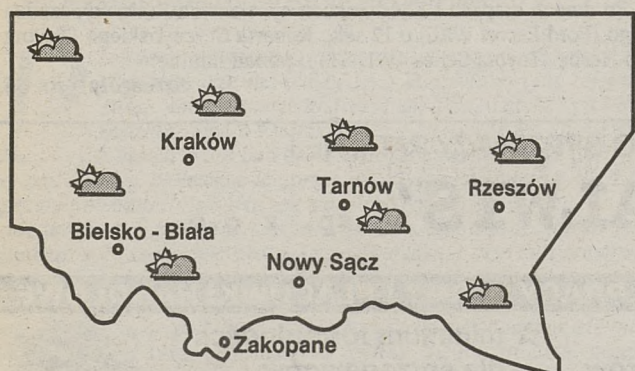 Kraków
Tarnów
Rzeszów
Bielsko - Biała
Nowy Sącz
Zakopane